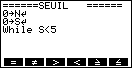 ======SEUIL ======
0→N↵
0→S↵
While S<5
= ≠ > < ≥ ≤